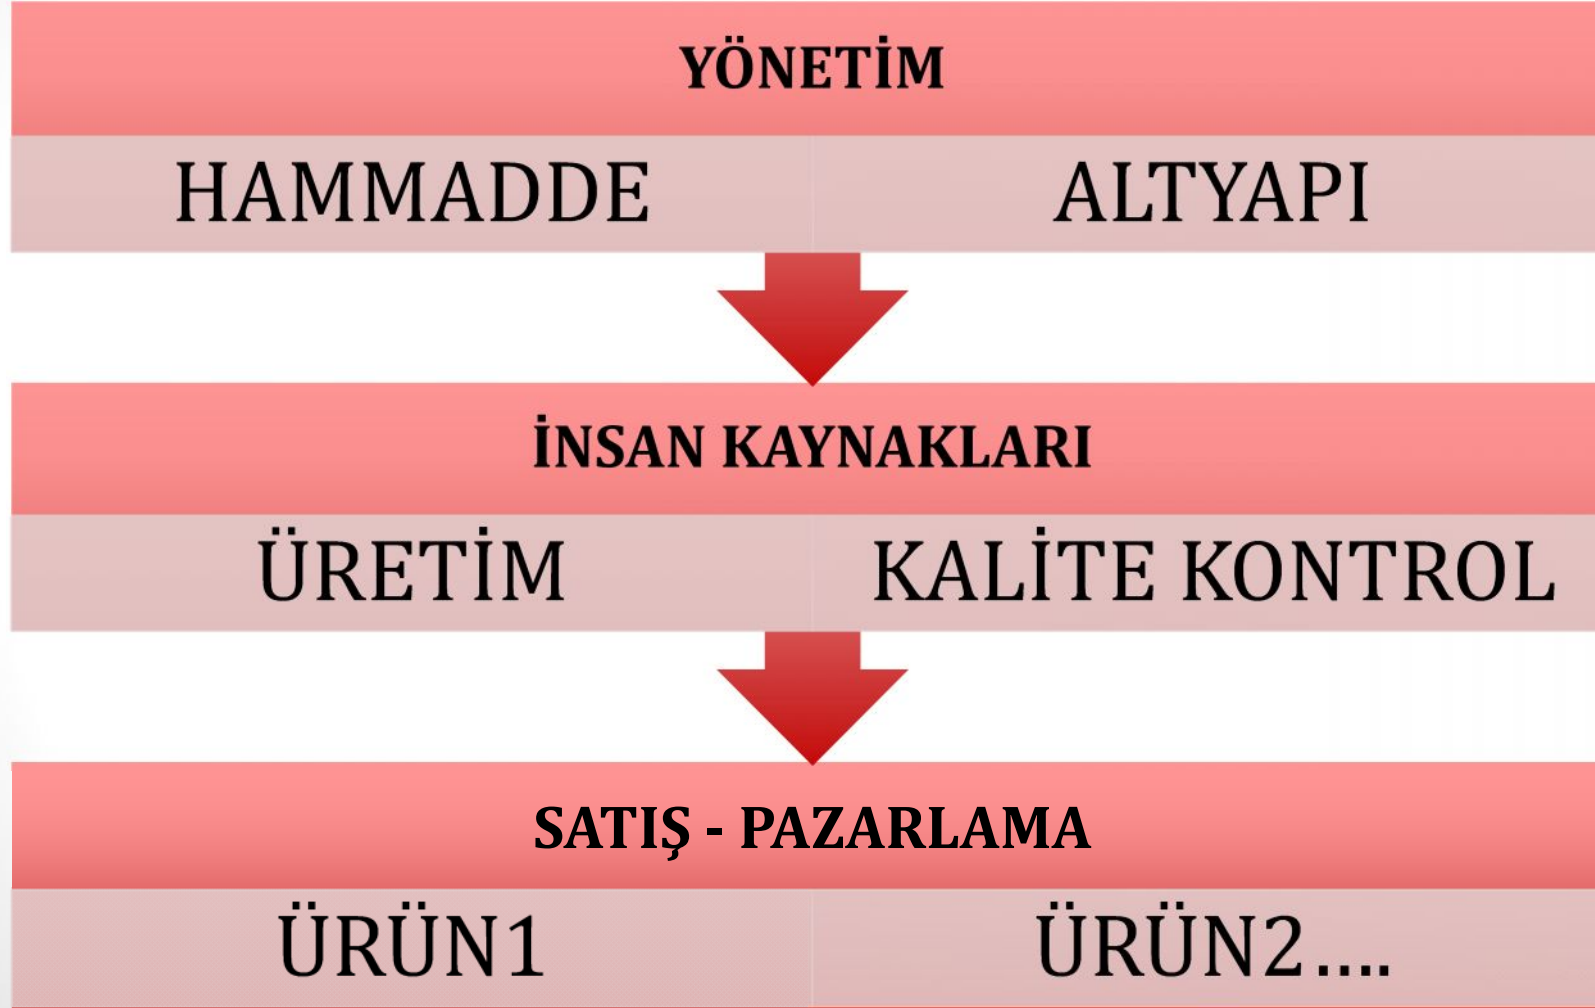 YÖNETİM
HAMMADDE ALTYAPI
İNSAN KAYNAKLARI
ÜRETİM KALİTE KONTROL
SATIŞ - PAZARLAMA
ÜRÜN1 ÜRÜN2....